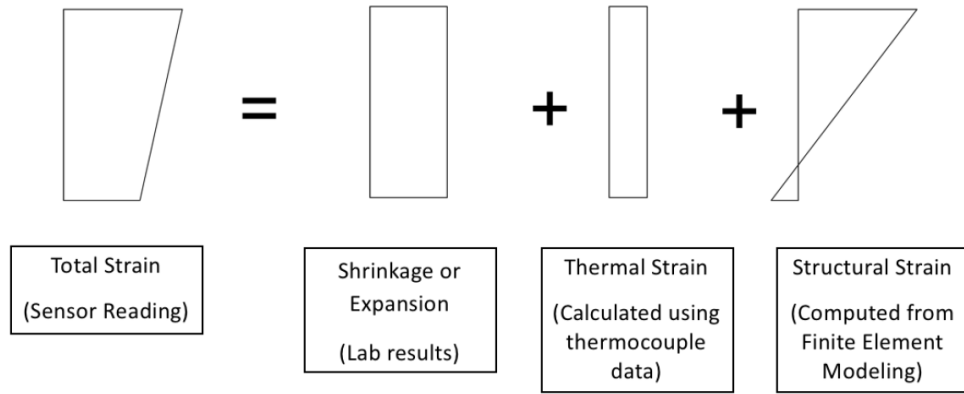 =
+
+
Total Strain
(Sensor Reading)
Shrinkage or
Expansion
(Lab results)
Thermal Strain
(Calculated using
thermocouple
data)
Structural Strain
(Computed from
Finite Element
Modeling)